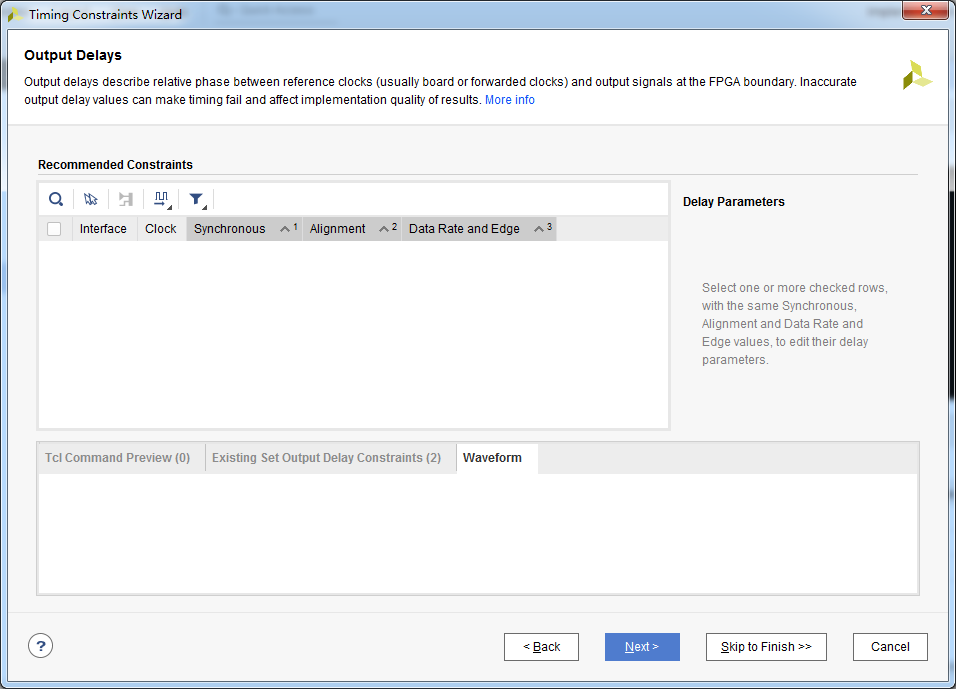 Timing Constraints Wizard
Output Delays
Output delays describe relative phase between reference clocks (usually board or forwarded clocks) and output signals at the FPGA boundary. Inaccurate
output delay values can make timing fail and affect implementation quality of results. More info
Recommended Constraints
Delay Parameters
Interface Clock Synchronous 1 Alignment 2 Data Rate and Edge 3
Select one or more checked rows,
with the same Synchronous,
Alignment and Data Rate and
Edge values, to edit their delay
parameters.
Tcl Command Preview (0) Existing Set Output Delay Constraints (2) Waveform
? < Back Next > Skip to Finish >> Cancel